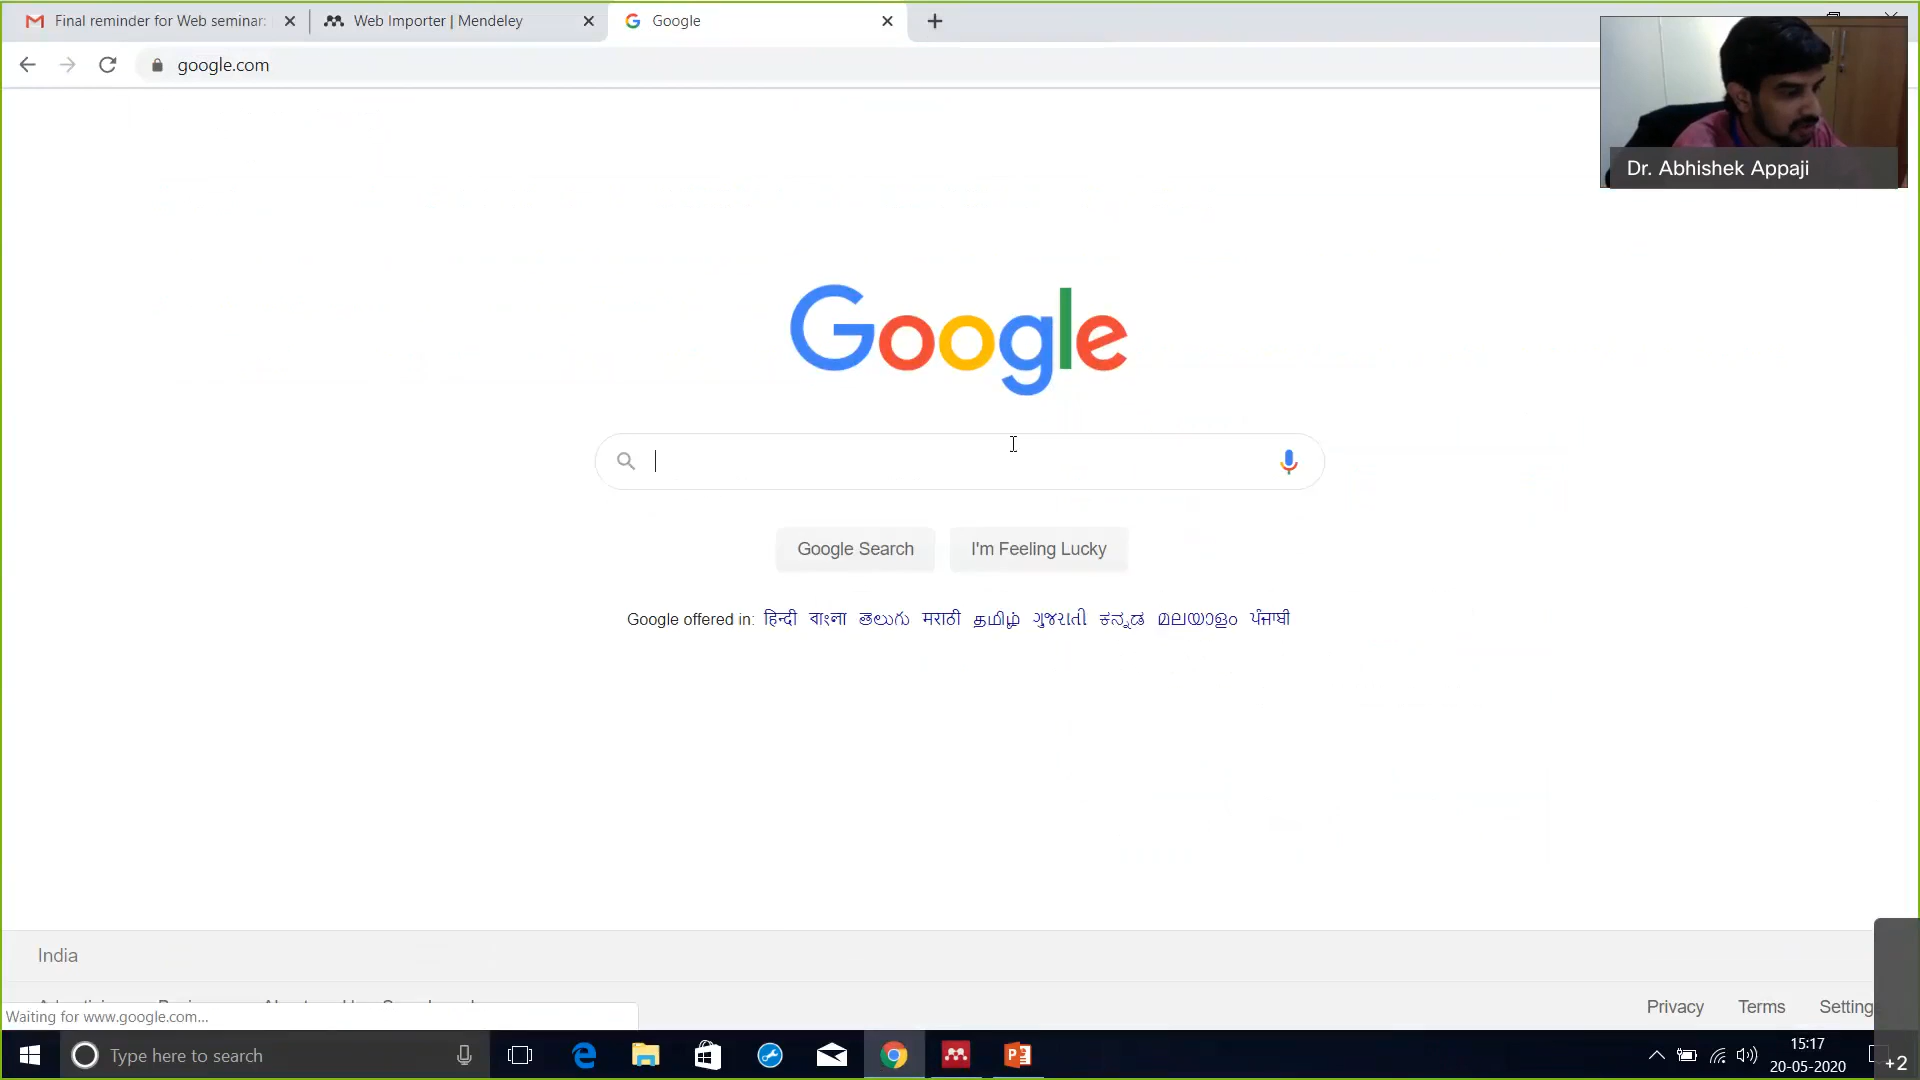 Final reminder for Web seminar:
Web Importer | Mendeley
Google
google.com
Dr. Abhishek Appaji
Google
Google Search
I'm Feeling Lucky
Google offered in: हिन्दी বাংলা తెలుగు मराठी தமிழ் ગુજરાતી ಕನ್ನಡ മലയാളം ਪੰਜਾਬੀ
India
Privacy
Terms
Setting
Waiting for www.google.com...
Type here to search
15:17
20-05-2020
+2